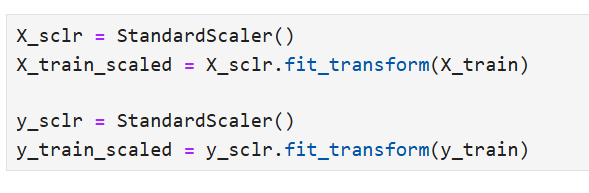 X_sclr = StandardScaler()
X_train_scaled = X_sclr.fit_transform(X_train)
y_sclr = StandardScaler()
y_train_scaled = y_sclr.fit_transform(y_train)